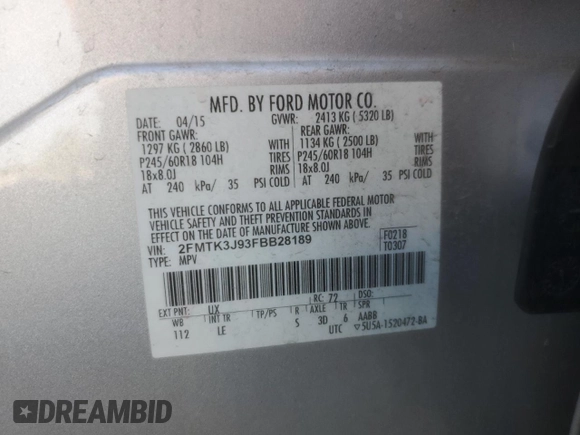 MFD. BY FORD MOTOR CO.
DATE: 04/15 GVWR: 2413 KG ( 5320 LB)
FRONT GAWR: REAR GAWR:
1297 KG ( 2860 LB) WITH 1134 KG ( 2500 LB) WITH
P245/60R18 104H TIRES P245/60R18 104H TIRES
18x8.0J RIMS 18x8.0J RIMS
AT 240 kPa/ 35 PSI COLD AT 240 kPa/ 35 PSI COLD
THIS VEHICLE CONFORMS TO ALL APPLICABLE FEDERAL MOTOR
VEHICLE SAFETY AND THEFT PREVENTION STANDARDS IN
EFFECT ON THE DATE OF MANUFACTURE SHOWN ABOVE.
VIN: 2FMTK3J93FBB28189 F0218
TYPE: MPV T0307
EXT PNT: UX RC: 72 DSO:
WB INT TR TP/PS R AXLE TR SPR
112 LE S 3D 6 AABB
UTC 5U5A-1520472-BA
DREAMBID